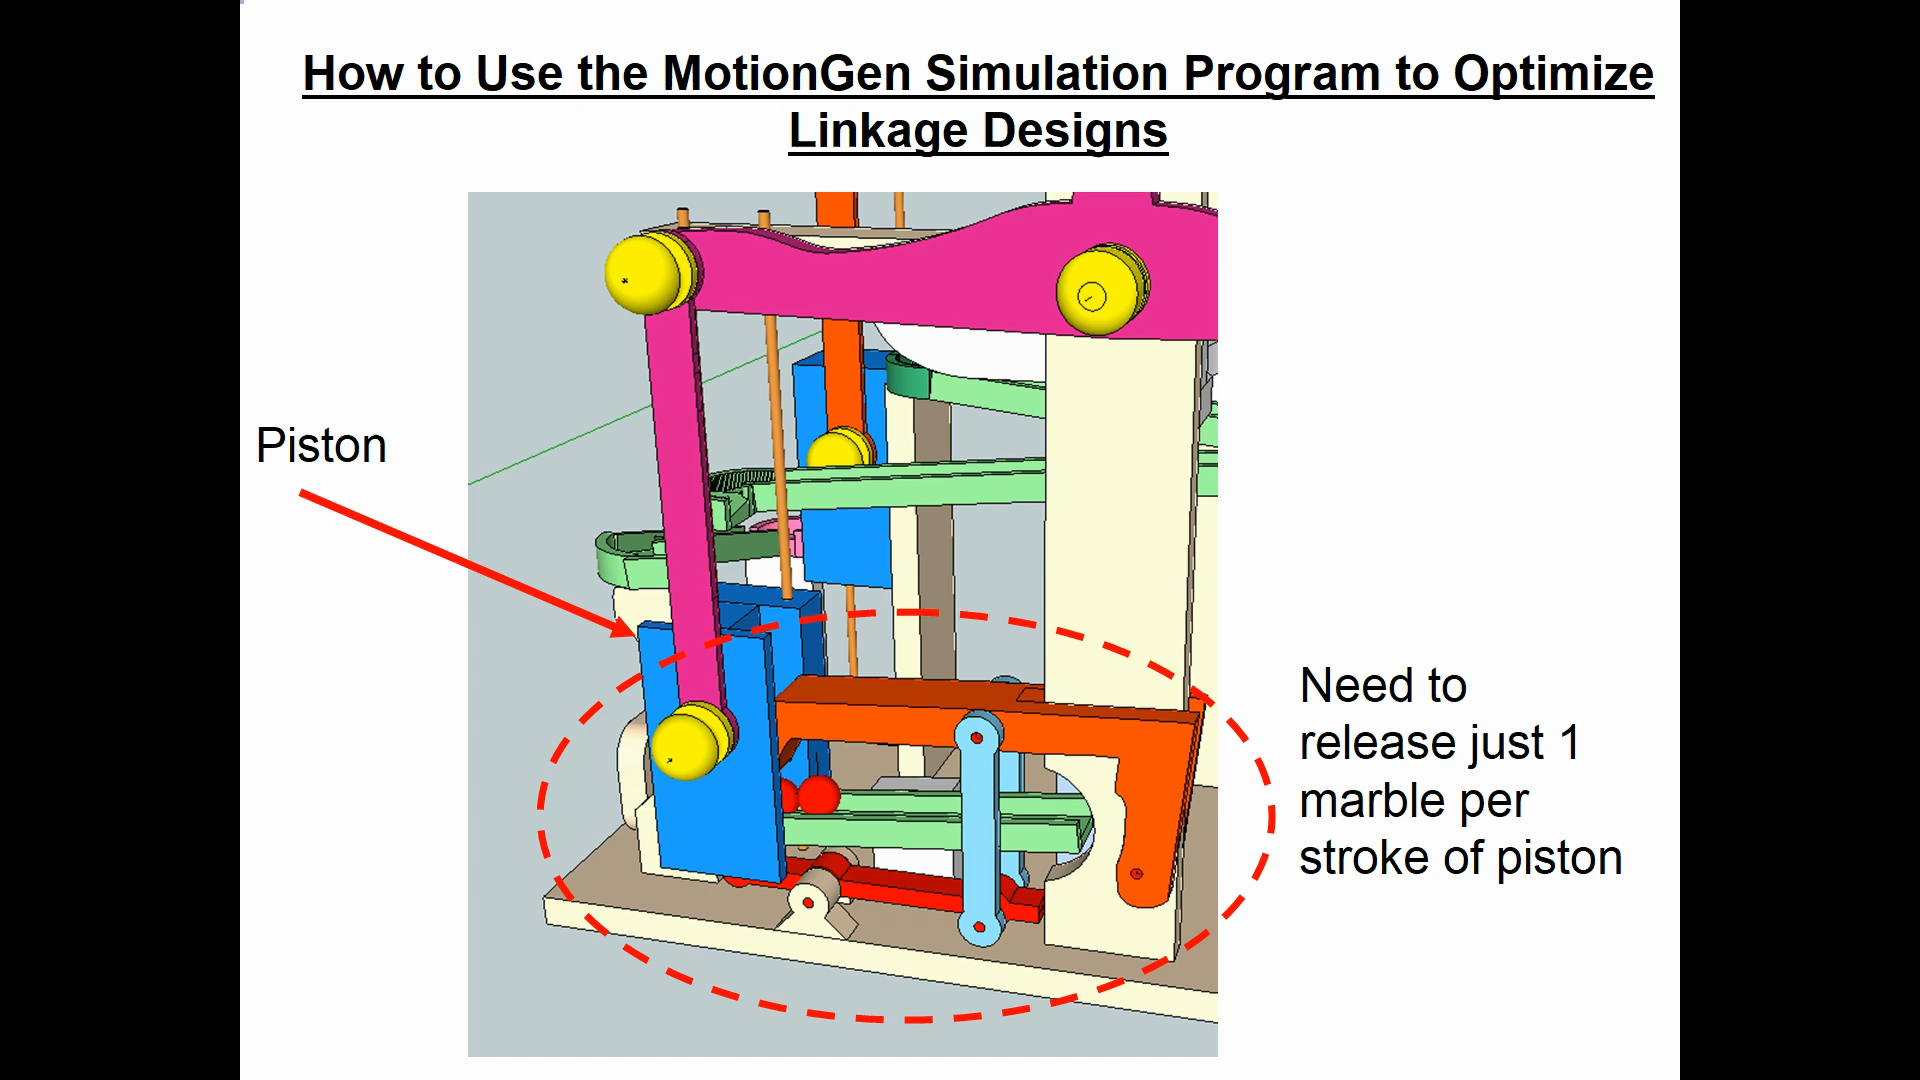 How to Use the MotionGen Simulation Program to Optimize
Linkage Designs
Piston
Need to
release just 1
marble per
stroke of piston